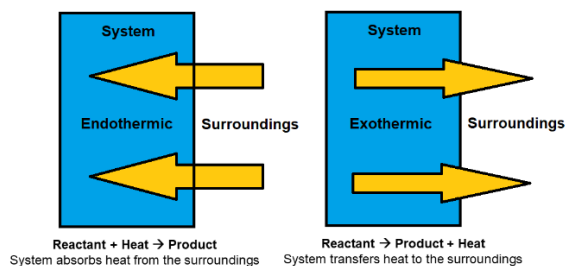 System
Endothermic
Surroundings
Reactant + Heat → Product
System absorbs heat from the surroundings
System
Exothermic
Surroundings
Reactant → Product + Heat
System transfers heat to the surroundings